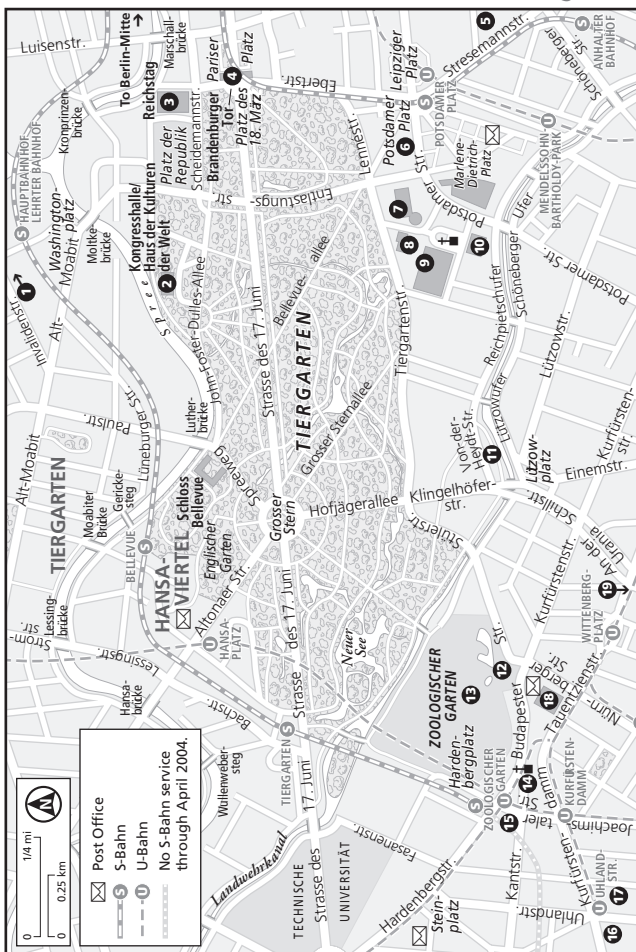 0 1/4 mi
0 0.25 km
N
Post Office
S S-Bahn
U U-Bahn
No S-Bahn service
through April 2004.
Alt-Moabit
TIERGARTEN
Strom-
str.
Lessing-
brücke
Moabiter
Brücke
Gericke-
steg
Paulstr.
Lüneburger Str.
Invalidenstr.
1
Alt-
Moabit
Washington-
platz
S HAUPTBAHNHOF
LEHRTER BAHNHOF
Moltke-
brücke
Kronprinzen-
brücke
Luisenstr.
To Berlin-Mitte
Marschall-
brücke
Reichstag
3
Platz der
Republik
Scheidemannstr.
Pariser
Platz
4
Brandenburger
Tor
Platz des
18. März
Ebertstr.
Kongresshalle/
Haus der Kulturen
der Welt
2
Spree
John-Foster-Dulles-Allee
Luther-
brücke
Spreeweg
Schloss
Bellevue
Englischer
Garten
BELLEVUE S
HANSA-
VIERTEL
Altonaer Str.
U HANSA-
PLATZ
Lessingstr.
Hansa-
brücke
Bachstr.
Wullenweber-
steg
TIERGARTEN S
Landwehrkanal
Strasse des
17. Juni
Strasse des 17. Juni
Grosser
Stern
Strasse des 17. Juni
Entlastungs-
str.
Bellevue-
allee
TIERGARTEN
Grosser Sternallee
Hofjägerallee
Neuer
See
Tiergartenstr.
Lennéstr.
Potsdamer
Platz
Leipziger
Platz
U
S
POTSDAMER
PLATZ
6
Potsdamer Str.
Marlene-
Dietrich-
Platz
7
8
9
10
5
Stresemannstr.
S ANHALTER
BAHNHOF
Schöneberger
Str.
U
MENDELSSOHN-
BARTHOLDY-PARK
Potsdamer Str.
Schöneberger Ufer
Reichpietschufer
Lützowufer
Von-der-
Heydt-Str.
11
Lützowstr.
Lützow-
platz
Klingelhöfer-
str.
Stülerstr.
Einemstr.
Kurfürsten-
str.
Schillstr.
An der
Urania
Kurfürstenstr.
19
WITTENBERG-
PLATZ
U
TECHNISCHE
UNIVERSITÄT
Fasanenstr.
Hardenbergstr.
Stein-
platz
Harden-
bergplatz
ZOOLOGISCHER
GARTEN
13
12
Budapester
Str.
S
U
ZOOLOGISCHER
GARTEN
14
15
Kantstr.
Joachims-
taler
Str.
Kurfürsten-
damm
U KURFÜRSTEN-
DAMM
Tauentzienstr.
18
Nürn-
berger
Str.
16
17
Uhlandstr.
U UHLAND-
STR.